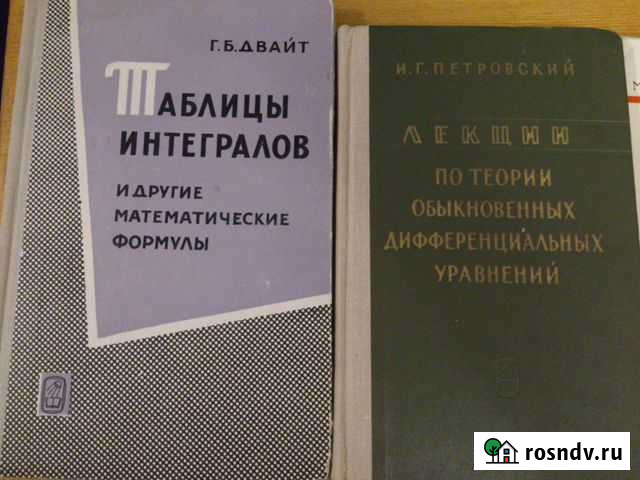 Г.Б.ДВАЙТ
ТАБЛИЦЫ
ИНТЕГРАЛОВ
И ДРУГИЕ
МАТЕМАТИЧЕСКИЕ
ФОРМУЛЫ
И.Г.ПЕТРОВСКИЙ
ЛЕКЦИИ
ПО ТЕОРИИ
ОБЫКНОВЕННЫХ
ДИФФЕРЕНЦИАЛЬНЫХ
УРАВНЕНИЙ
М
rosndv.ru